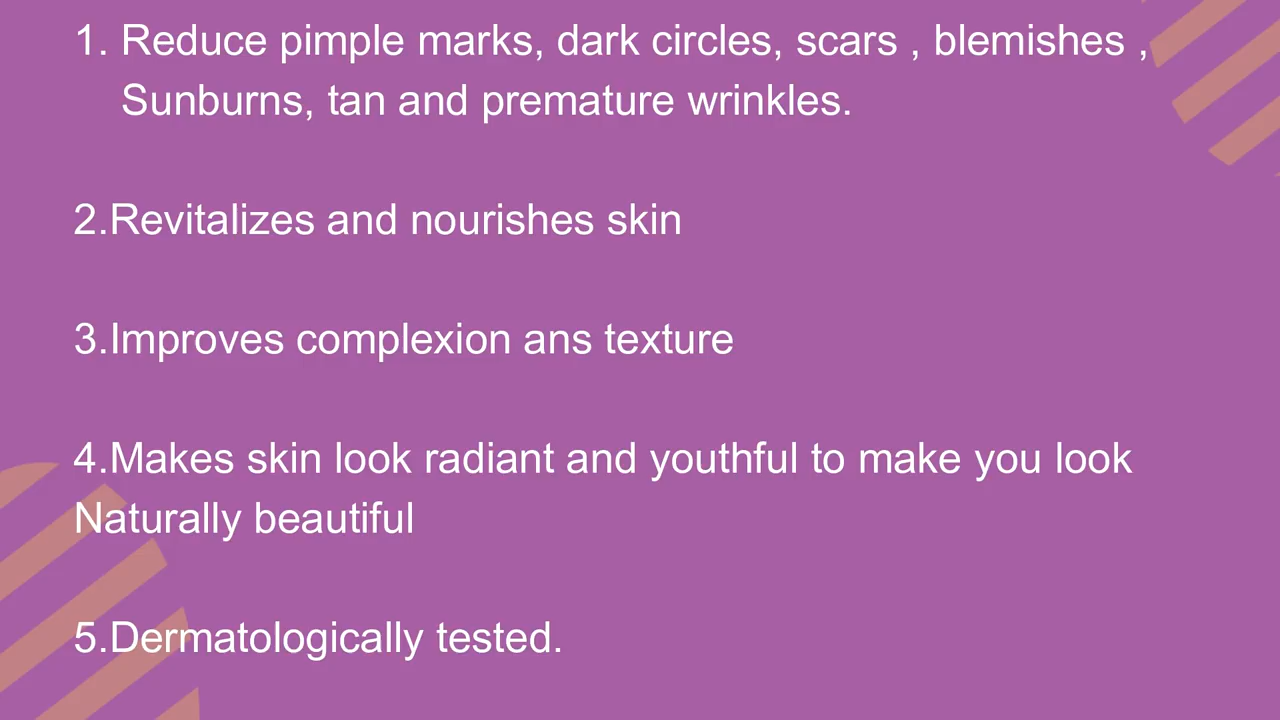 1. Reduce pimple marks, dark circles, scars , blemishes ,
Sunburns, tan and premature wrinkles.
2.Revitalizes and nourishes skin
3.Improves complexion ans texture
4.Makes skin look radiant and youthful to make you look
Naturally beautiful
5.Dermatologically tested.